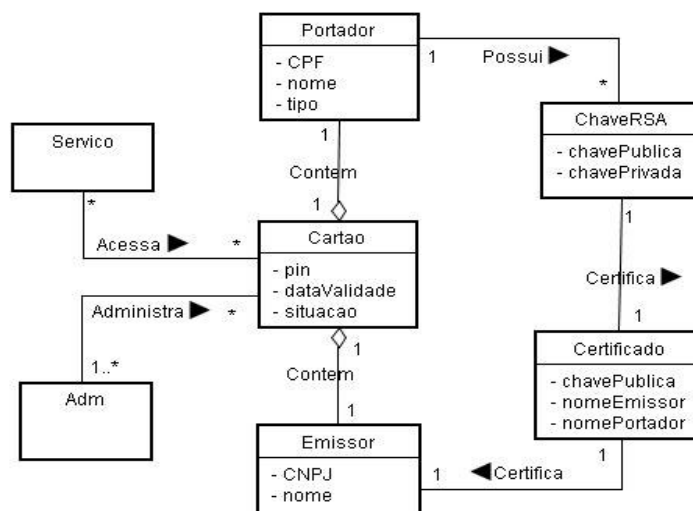 Portador
- CPF
- nome
- tipo
1
Possui ▶
*
ChaveRSA
- chavePublica
- chavePrivada
Servico
*
1
Contem
1
Acessa ▶
*
Cartao
- pin
- dataValidade
- situacao
1
Certifica ▶
1
Administra ▶
*
1..*
Adm
1
Contem
1
Certificado
- chavePublica
- nomeEmissor
- nomePortador
1
Emissor
- CNPJ
- nome
1
◀ Certifica